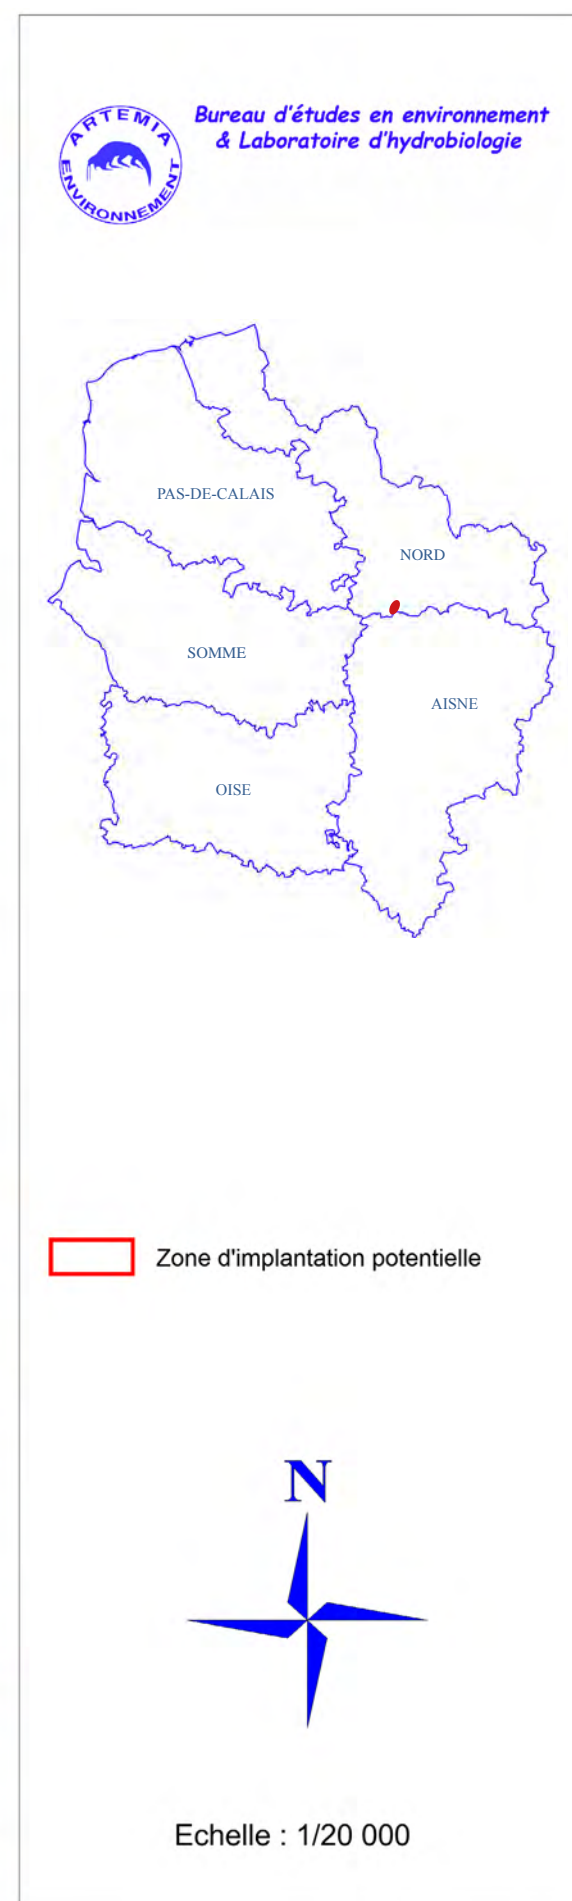 ARTEMIA
ENVIRONNEMENT
Bureau d'études en environnement
& Laboratoire d'hydrobiologie
PAS-DE-CALAIS
NORD
SOMME
AISNE
OISE
Zone d'implantation potentielle
N
Echelle : 1/20 000